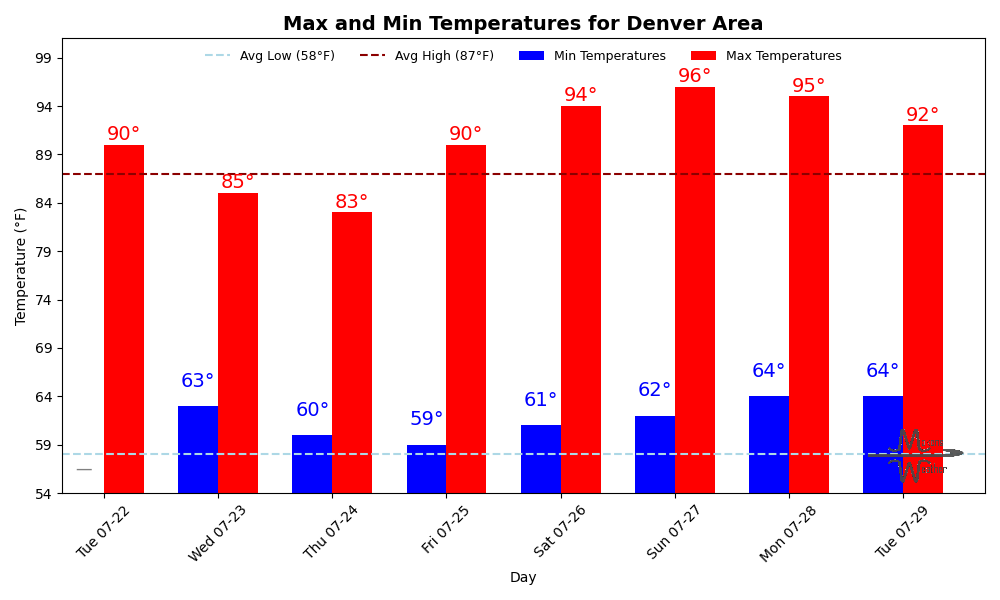 Max and Min Temperatures for Denver Area
Avg Low (58°F) Avg High (87°F) Min Temperatures Max Temperatures
99
94
89
84
79
74
69
64
59
54
Temperature (°F)
90° 85° 83° 90° 94° 96° 95° 92°
63° 60° 59° 61° 62° 64° 64°
—
Tue 07-22 Wed 07-23 Thu 07-24 Fri 07-25 Sat 07-26 Sun 07-27 Mon 07-28 Tue 07-29
Day